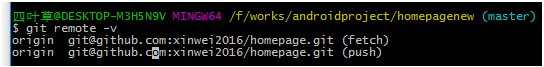 四叶草@DESKTOP-M3H5N9V MINGW64 /f/works/androidproject/homepagenew (master)
$ git remote -v
origin  git@github.com:xinwei2016/homepage.git (fetch)
origin  git@github.com:xinwei2016/homepage.git (push)